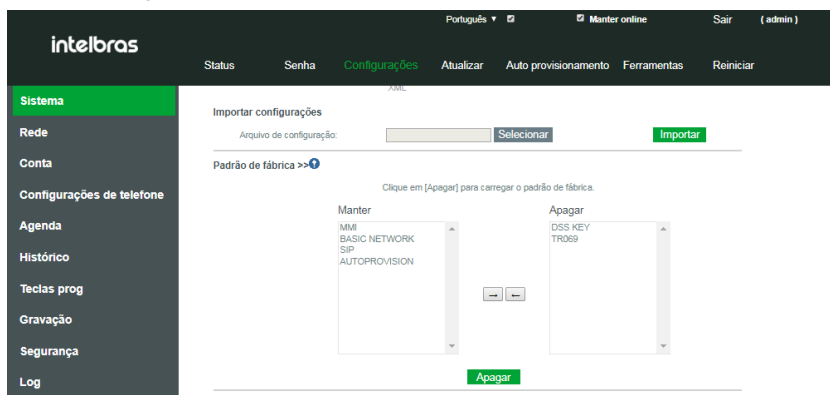 Português ▼ Manter online Sair ( admin )
intelbras
Status Senha Configurações Atualizar Auto provisionamento Ferramentas Reiniciar
Sistema
Rede
Conta
Configurações de telefone
Agenda
Histórico
Teclas prog
Gravação
Segurança
Log
XML
Importar configurações
Arquivo de configuração: Selecionar Importar
Padrão de fábrica >>
Clique em [Apagar] para carregar o padrão de fábrica.
Manter Apagar
MMI DSS KEY
BASIC NETWORK TR069
SIP
AUTOPROVISION
→ ←
Apagar